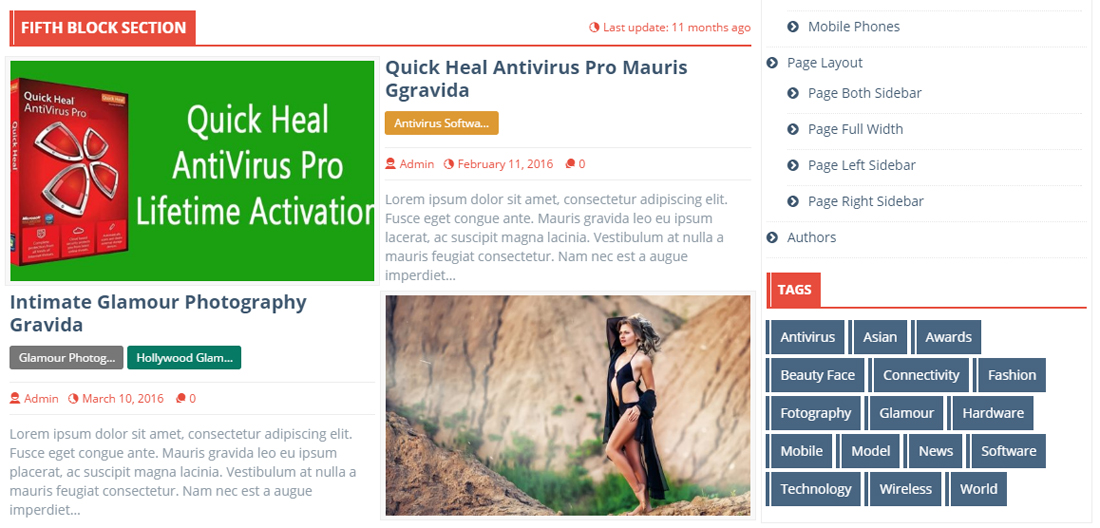 FIFTH BLOCK SECTION
Last update: 11 months ago
Quick Heal
AntiVirus Pro
Quick Heal
Quick Heal
AntiVirus Pro
Lifetime Activation
Quick Heal Antivirus Pro Mauris
Ggravida
Antivirus Softwa...
Admin February 11, 2016 0
Lorem ipsum dolor sit amet, consectetur adipiscing elit.
Fusce eget congue ante. Mauris gravida leo eu ipsum
lacerat, ac suscipit magna lacinia. Vestibulum at nulla a
mauris feugiat consectetur. Nam nec est a augue
imperdiet...
Intimate Glamour Photography
Gravida
Glamour Photog...
Hollywood Glam...
Admin March 10, 2016 0
Lorem ipsum dolor sit amet, consectetur adipiscing elit.
Fusce eget congue ante. Mauris gravida leo eu ipsum
placerat, ac suscipit magna lacinia. Vestibulum at nulla a
mauris feugiat consectetur. Nam nec est a augue
imperdiet...
Mobile Phones
Page Layout
Page Both Sidebar
Page Full Width
Page Left Sidebar
Page Right Sidebar
Authors
TAGS
Antivirus Asian Awards
Beauty Face Connectivity Fashion
Fotography Glamour Hardware
Mobile Model News Software
Technology Wireless World